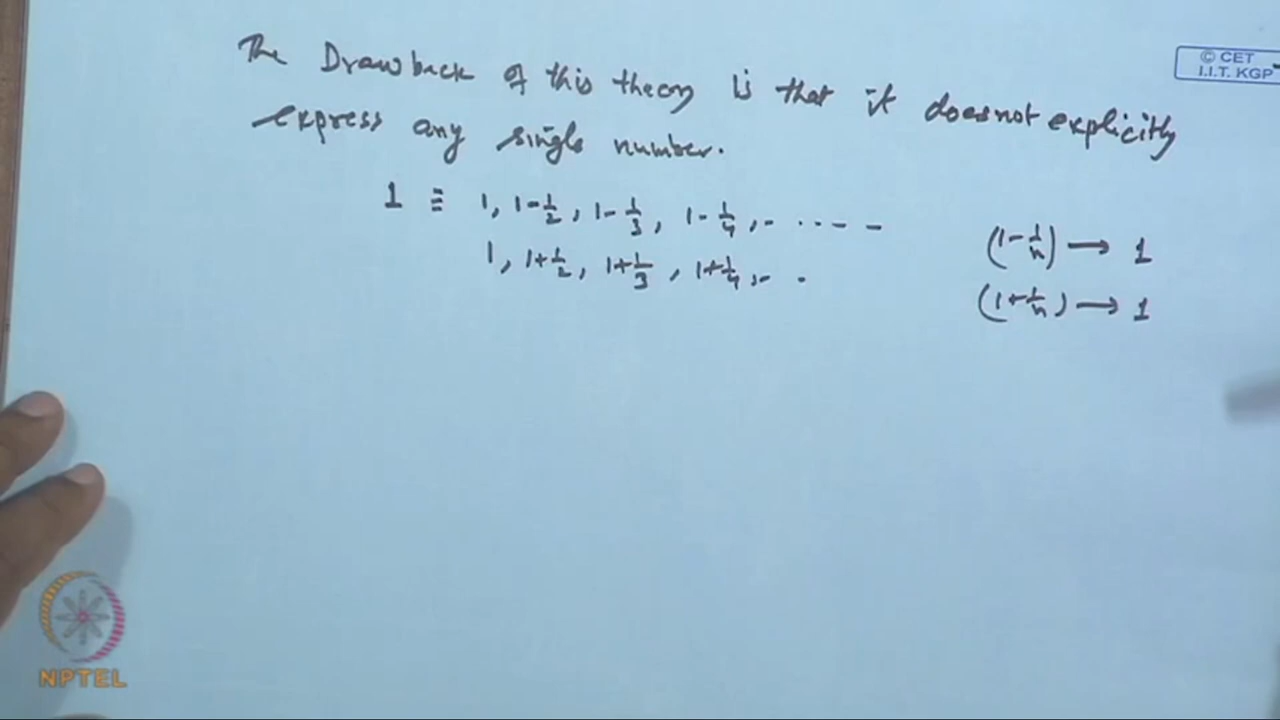 The Drawback of this theory is that it doesnot explicitly
express any single number.
1 ≡ 1, 1-1/2, 1-1/3, 1-1/4, - ... - -
1, 1+1/2, 1+1/3, 1+1/4, - .
(1-1/n) → 1
(1+1/n) → 1
© CET
I.I.T. KGP
NPTEL